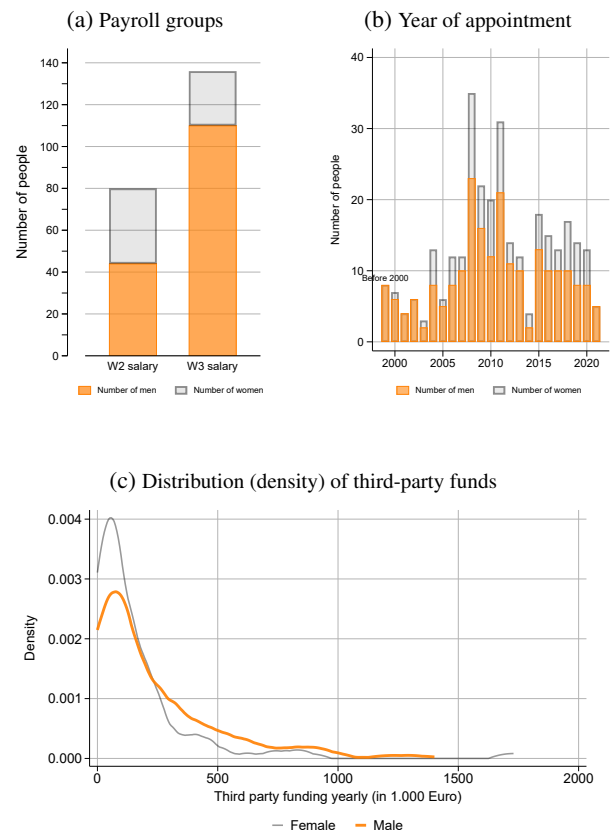 (a) Payroll groups
Number of people
140
120
100
80
60
40
20
0
W2 salary W3 salary
Number of men Number of women
(b) Year of appointment
Number of people
40
30
20
10
0
Before 2000
2000 2005 2010 2015 2020
Number of men Number of women
(c) Distribution (density) of third-party funds
Density
0.004
0.003
0.002
0.001
0.000
0 500 1000 1500 2000
Third party funding yearly (in 1.000 Euro)
Female Male